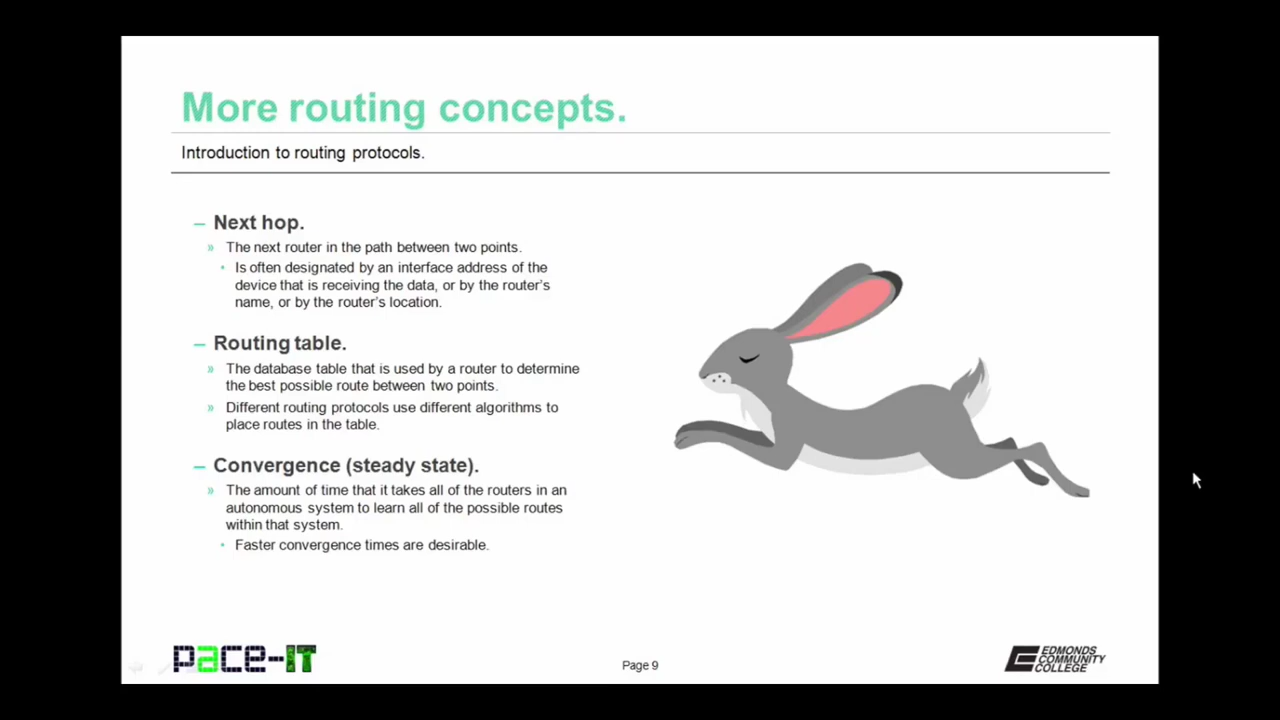 More routing concepts.
Introduction to routing protocols.
– Next hop.
» The next router in the path between two points.
• Is often designated by an interface address of the
device that is receiving the data, or by the router's
name, or by the router's location.
– Routing table.
» The database table that is used by a router to determine
the best possible route between two points.
» Different routing protocols use different algorithms to
place routes in the table.
– Convergence (steady state).
» The amount of time that it takes all of the routers in an
autonomous system to learn all of the possible routes
within that system.
• Faster convergence times are desirable.
pace-IT
Page 9
EDMONDS
COMMUNITY
COLLEGE